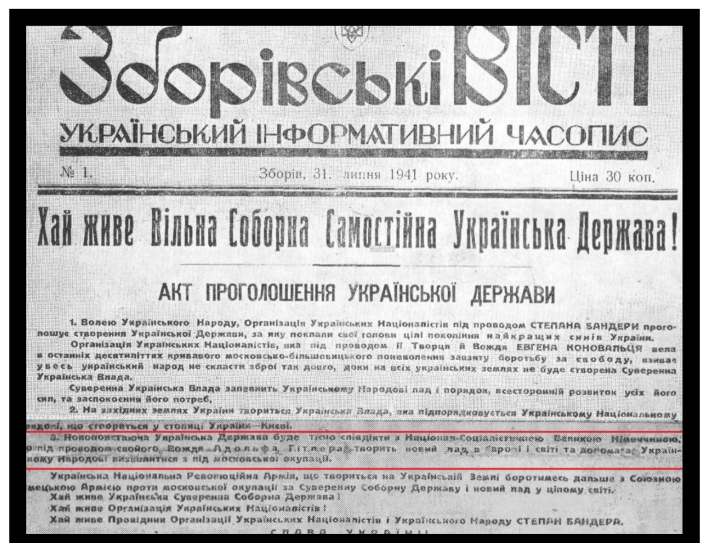 Зборівські ВІСТІ
УКРАЇНСЬКИЙ ІНФОРМАТИВНИЙ ЧАСОПИС
№ 1. Зборів, 31. липня 1941 року. Ціна 30 коп.
Хай живе Вільна Соборна Самостійна Українська Держава!
АКТ ПРОГОЛОШЕННЯ УКРАЇНСЬКОЇ ДЕРЖАВИ
1. Волею Українського Народу, Організація Українських Націоналістів під проводом СТЕПАНА БАНДЕРИ прого-
лошує створення Української Держави, за яку поклали свої голови цілі покоління найкращих синів України.
Організація Українських Націоналістів, яка під проводом її Творця й Вождя ЕВГЕНА КОНОВАЛЬЦЯ вела
в останніх десятиліттях кривавого московсько-більшовицького поневолення завзяту боротьбу за свободу, взиває
увесь український народ не скласти зброї так довго, доки на всіх українських землях не буде створена Суверенна
Українська Влада.
Суверенна Українська Влада запевнить Українському Народові лад і порядок, всесторонній розвиток усіх його
сил, та заспокоєння його потреб.
2. На західних землях України твориться Українська Влада, яка підпорядковується Українському Національному
рядові, що створиться у столиці України—Києві.
3. Новоповстаюча Українська Держава буде тісно співдіяти з Націонал-Соціялістичною Великою Німеччиною,
о під проводом свойого Вождя Адольфа Гітлера творить новий лад в Европі і світі та допомагає Україн-
ському Народові визволитися з під московської окупації.
Українська Національна Революційна Армія, що твориться на Українській Землі боротиметь дальше з Союзною
мецькою Армією проти московської окупації за Суверенну Соборну Державу і новий лад у цілому світі.
Хай живе Українська Суверенна Соборна Держава!
Хай живе Організація Українських Націоналістів!
Хай живе Провідник Організації Українських Націоналістів і Українського Народу СТЕПАН БАНДЕРА.
СЛАВА УКРАЇНІ!